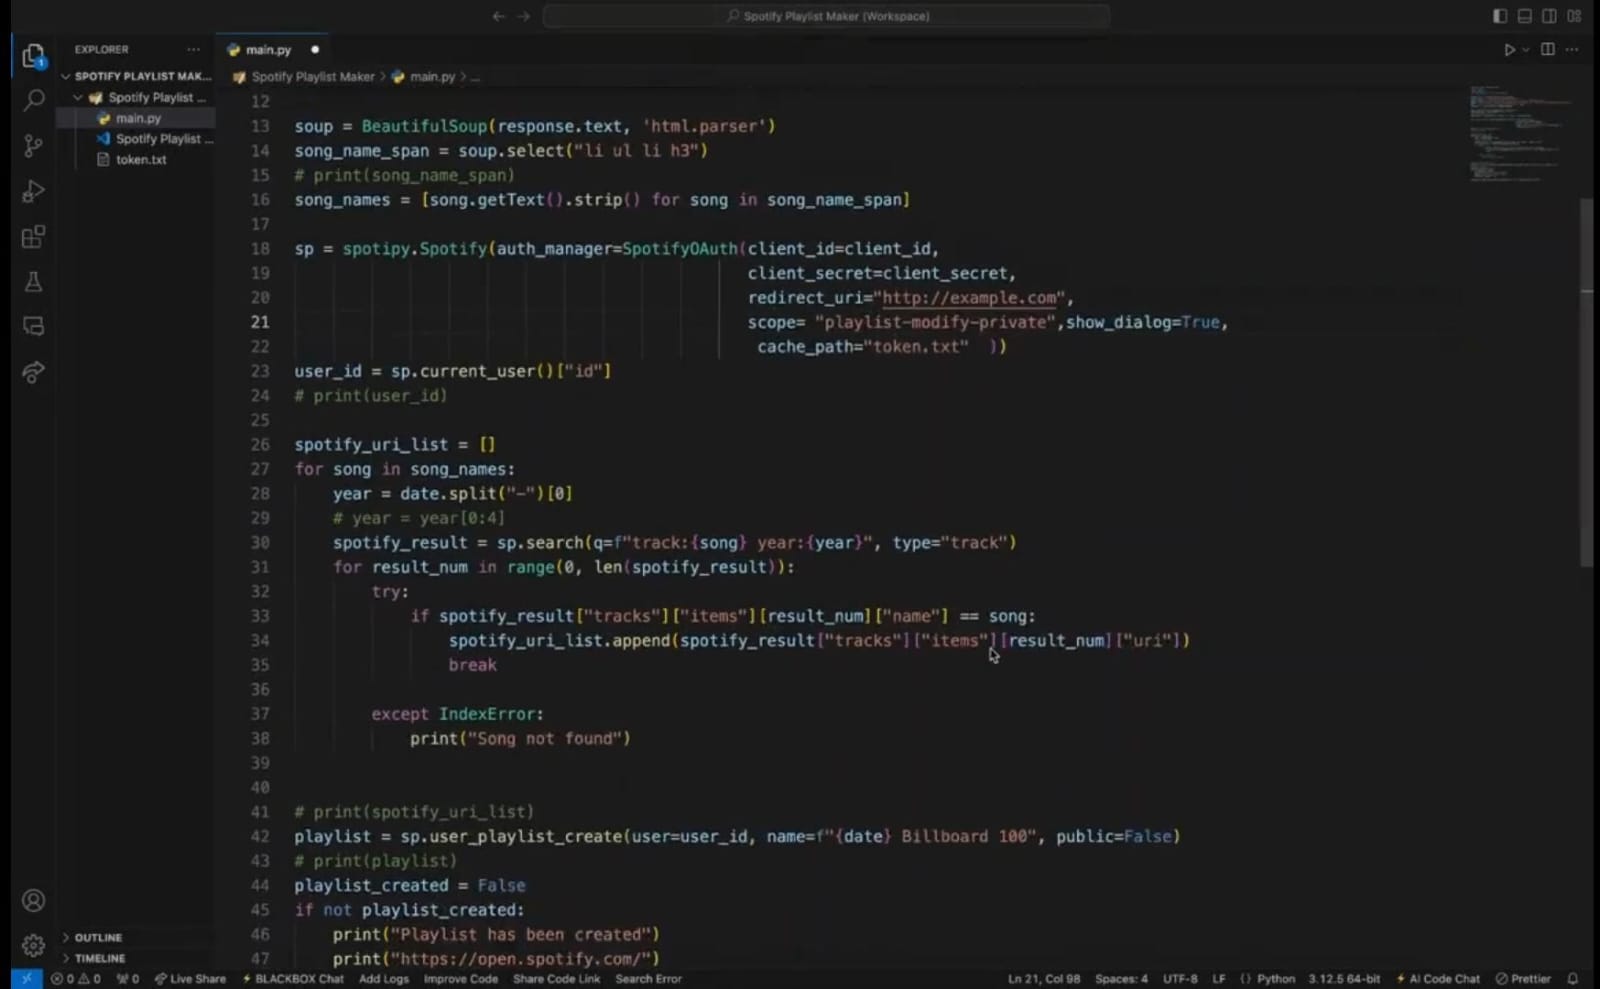 Spotify Playlist Maker (Workspace)
EXPLORER ...
main.py
SPOTIFY PLAYLIST MAK...
Spotify Playlist Maker > main.py > ...
Spotify Playlist ...
main.py
Spotify Playlist ...
token.txt
1
12
13 soup = BeautifulSoup(response.text, 'html.parser')
14 song_name_span = soup.select("li ul li h3")
15 # print(song_name_span)
16 song_names = [song.getText().strip() for song in song_name_span]
17
18 sp = spotipy.Spotify(auth_manager=SpotifyOAuth(client_id=client_id,
19 client_secret=client_secret,
20 redirect_uri="http://example.com",
21 scope= "playlist-modify-private",show_dialog=True,
22 cache_path="token.txt" ))
23 user_id = sp.current_user()["id"]
24 # print(user_id)
25
26 spotify_uri_list = []
27 for song in song_names:
28 year = date.split("-")[0]
29 # year = year[0:4]
30 spotify_result = sp.search(q=f"track:{song} year:{year}", type="track")
31 for result_num in range(0, len(spotify_result)):
32 try:
33 if spotify_result["tracks"]["items"][result_num]["name"] == song:
34 spotify_uri_list.append(spotify_result["tracks"]["items"][result_num]["uri"])
35 break
36
37 except IndexError:
38 print("Song not found")
39
40
41 # print(spotify_uri_list)
42 playlist = sp.user_playlist_create(user=user_id, name=f"{date} Billboard 100", public=False)
43 # print(playlist)
44 playlist_created = False
45 if not playlist_created:
46 print("Playlist has been created")
47 print("https://open.spotify.com/")
OUTLINE
TIMELINE
0 0 0 Live Share BLACKBOX Chat Add Logs Improve Code Share Code Link Search Error Ln 21, Col 98 Spaces: 4 UTF-8 LF {} Python 3.12.5 64-bit AI Code Chat Prettier